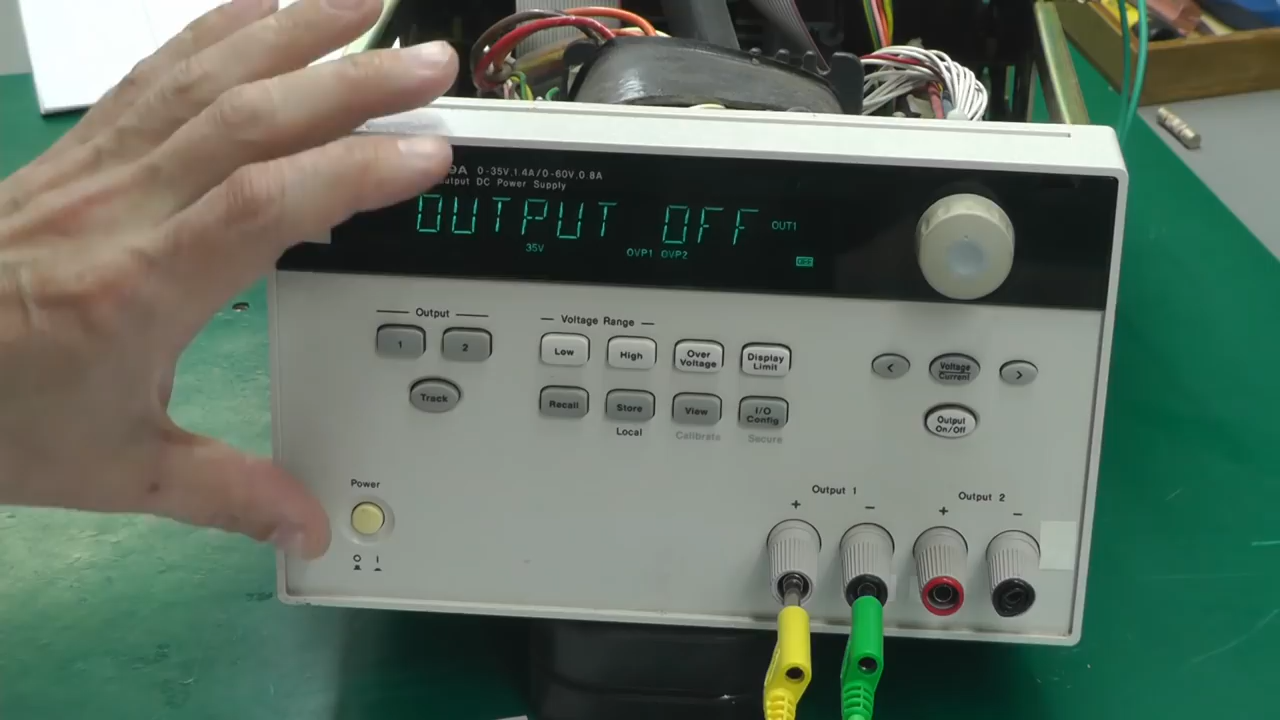 9A 0-35V,1.4A/0-60V,0.8A
utput DC Power Supply
OUTPUT OFF OUT1
35V OVP1 OVP2 OFF
Output
Voltage Range
1 2 Low High Over Voltage Display Limit
< Voltage Current >
Track Recall Store View I/O Config
Output On/Off
Local Calibrate Secure
Power
Output 1
Output 2
+ − + −
O I